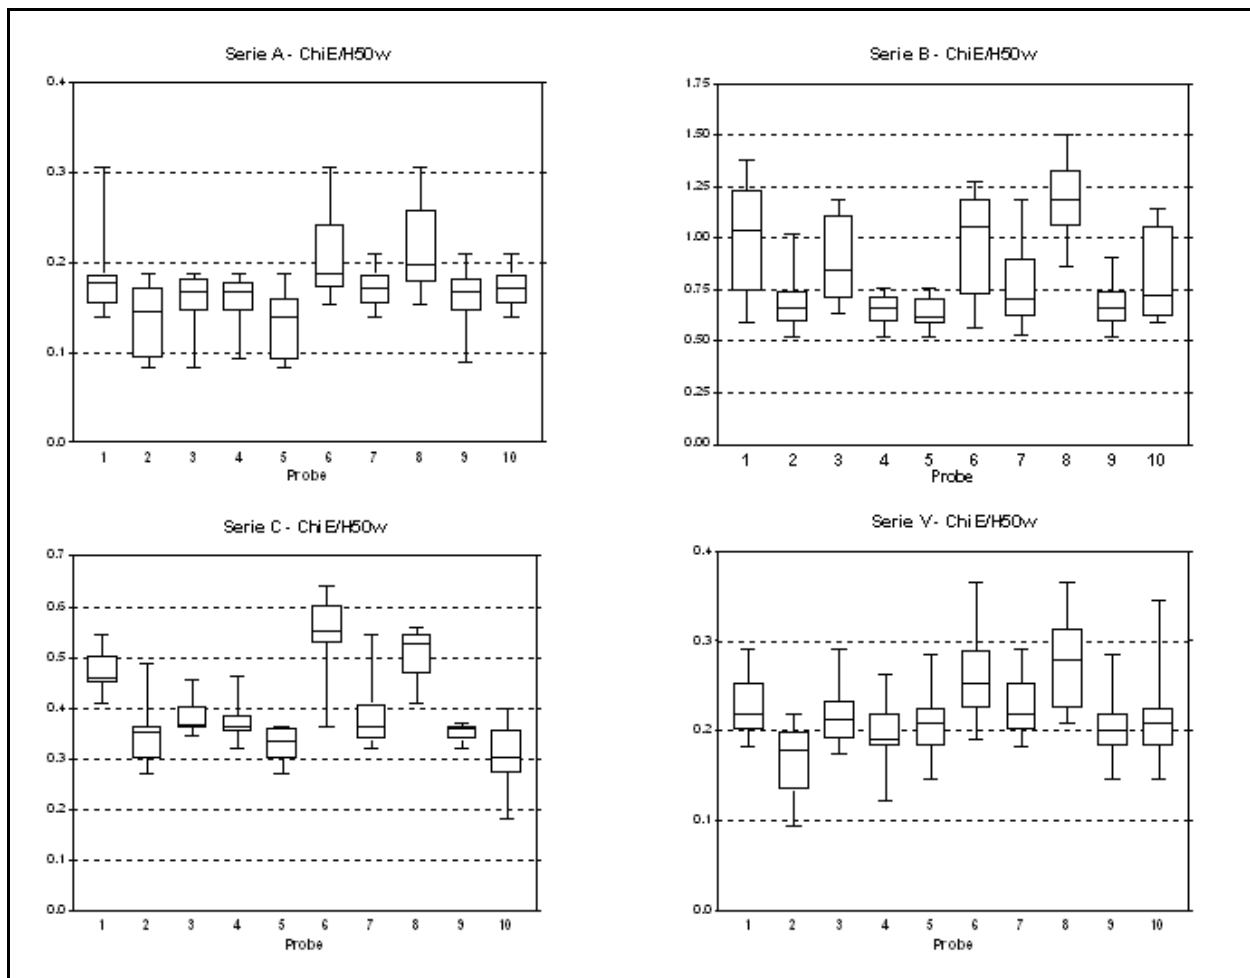 Serie A - ChiE/H50w
0.4
0.3
0.2
0.1
0.0
1 2 3 4 5 6 7 8 9 10
Probe
Serie B - ChiE/H50w
1.75
1.50
1.25
1.00
0.75
0.50
0.25
0.00
1 2 3 4 5 6 7 8 9 10
Probe
Serie C - ChiE/H50w
0.7
0.6
0.5
0.4
0.3
0.2
0.1
0.0
1 2 3 4 5 6 7 8 9 10
Probe
Serie V - ChiE/H50w
0.4
0.3
0.2
0.1
0.0
1 2 3 4 5 6 7 8 9 10
Probe